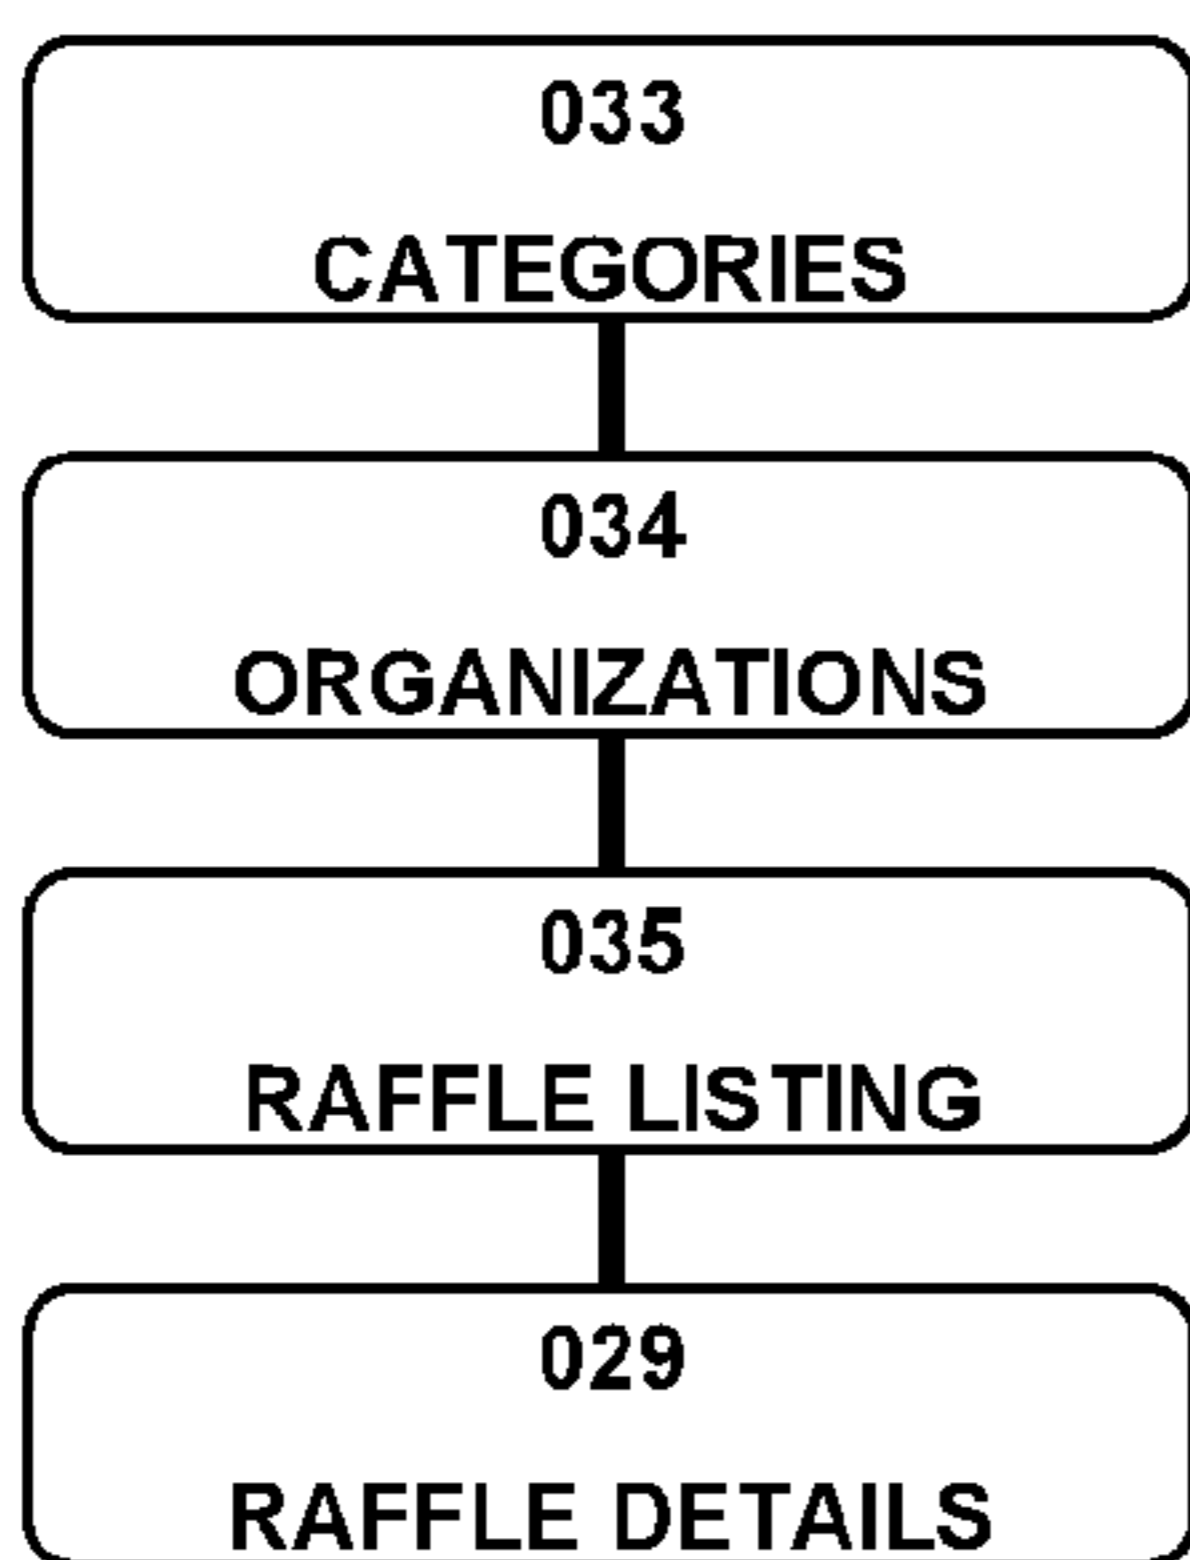 033
CATEGORIES
034
ORGANIZATIONS
035
RAFFLE LISTING
029
RAFFLE DETAILS